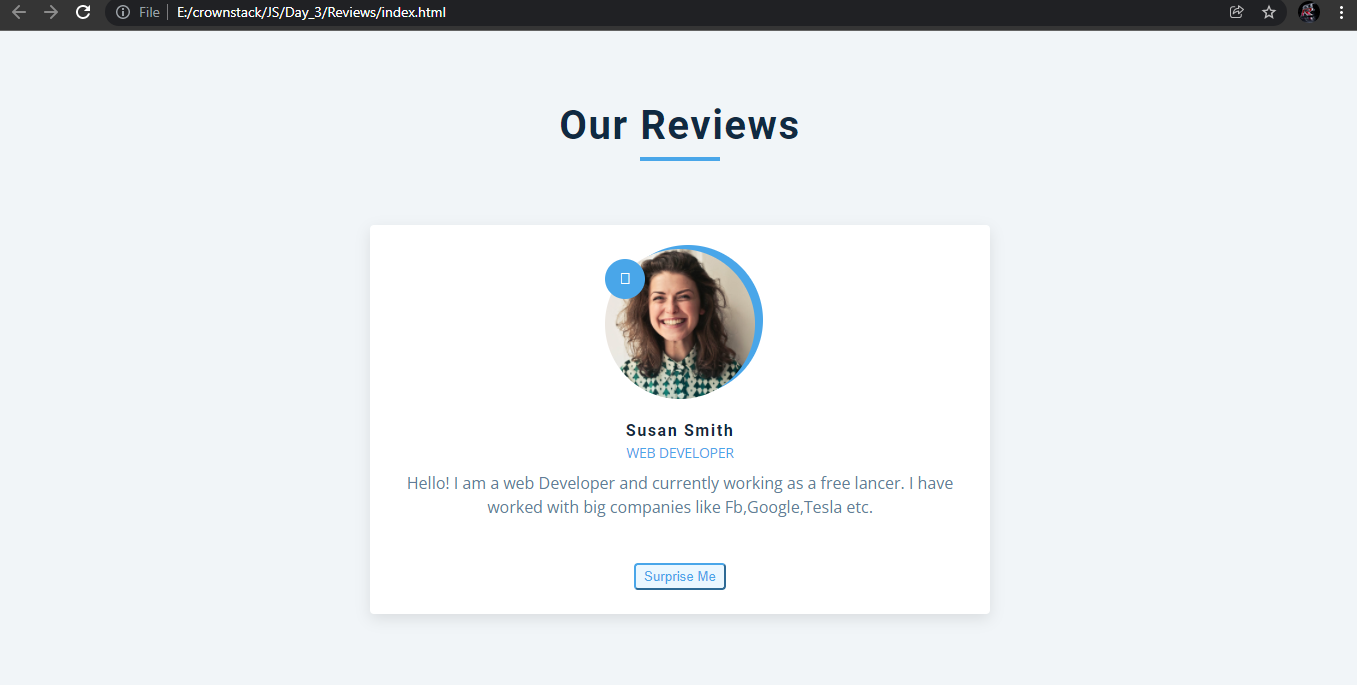 File E:/crownstack/JS/Day_3/Reviews/index.html
Our Reviews
Susan Smith
WEB DEVELOPER
Hello! I am a web Developer and currently working as a free lancer. I have
worked with big companies like Fb,Google,Tesla etc.
Surprise Me